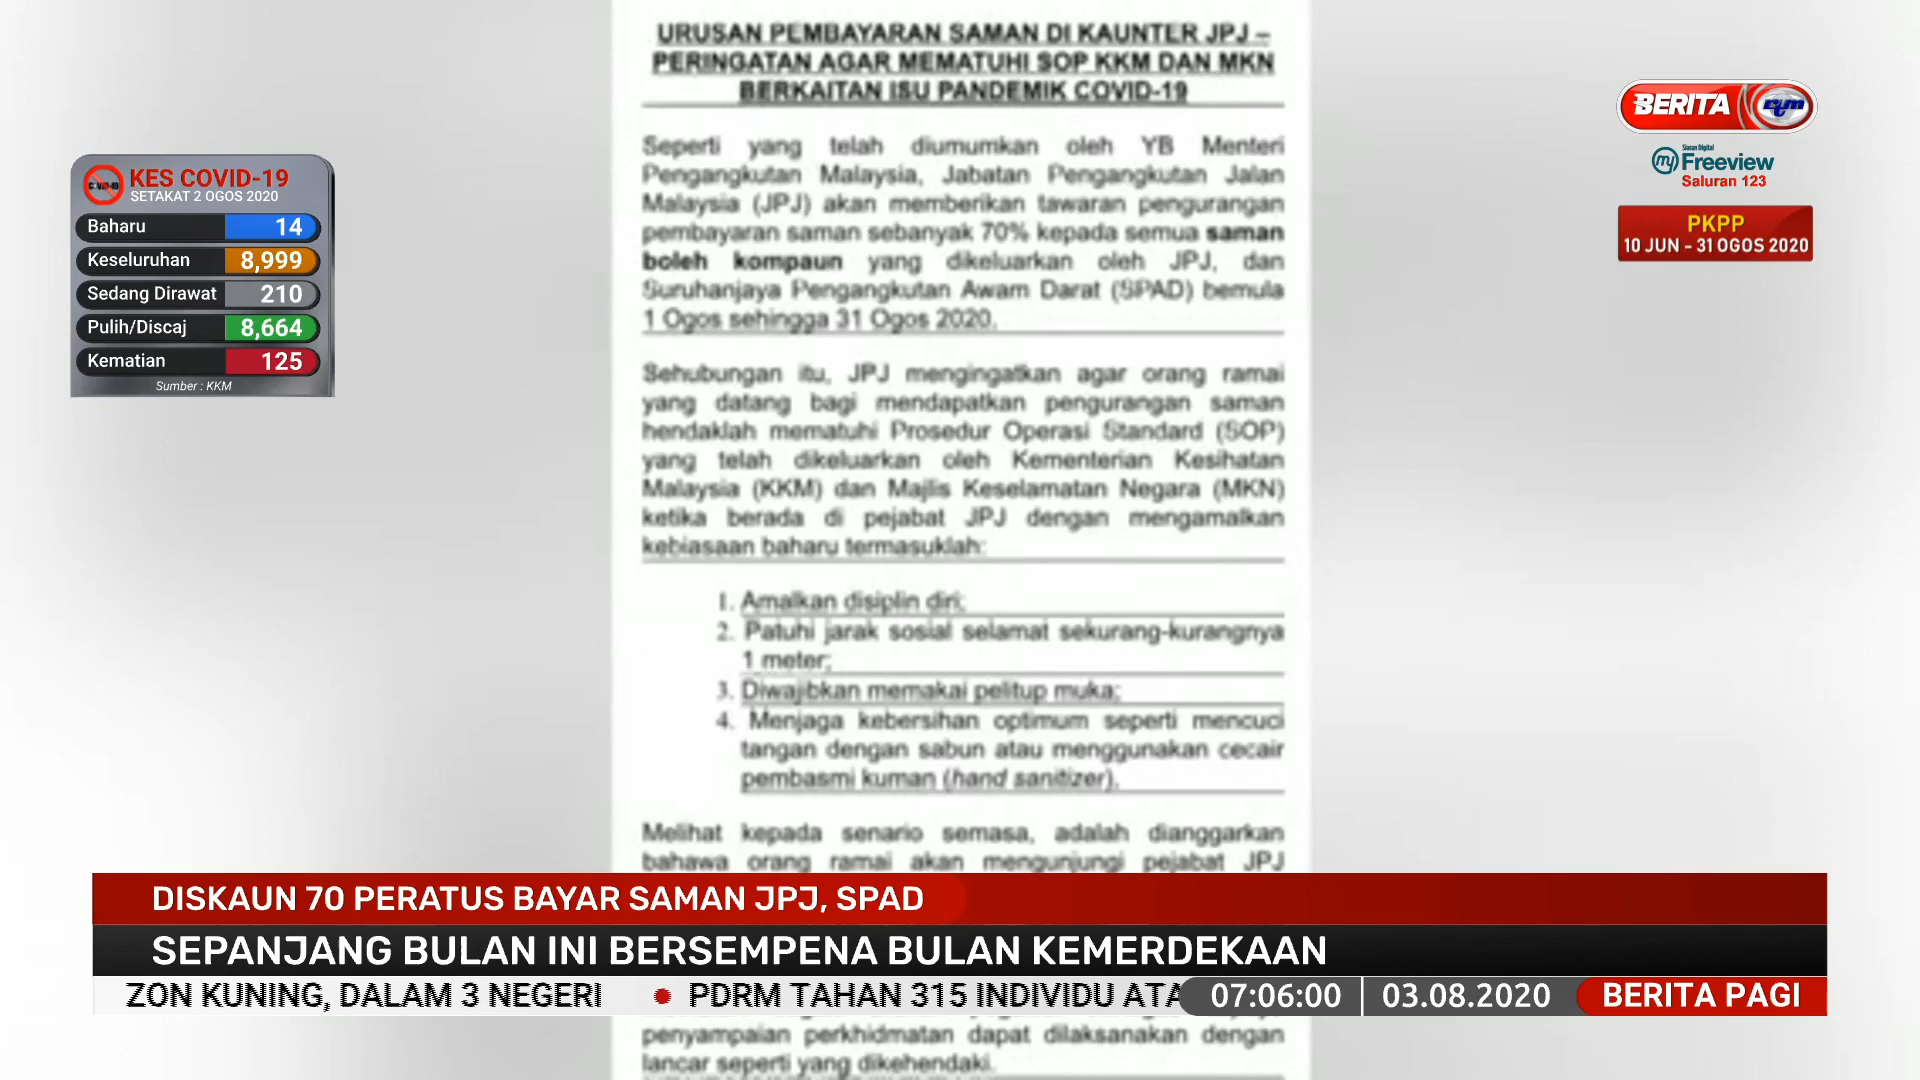 URUSAN PEMBAYARAN SAMAN DI KAUNTER JPJ –
PERINGATAN AGAR MEMATUHI SOP KKM DAN MKN
BERKAITAN ISU PANDEMIK COVID-19
Seperti yang telah diumumkan oleh YB Menteri
Pengangkutan Malaysia, Jabatan Pengangkutan Jalan
Malaysia (JPJ) akan memberikan tawaran pengurangan
pembayaran saman sebanyak 70% kepada semua saman
boleh kompaun yang dikeluarkan oleh JPJ, dan
Suruhanjaya Pengangkutan Awam Darat (SPAD) bermula
1 Ogos sehingga 31 Ogos 2020.
Sehubungan itu, JPJ mengingatkan agar orang ramai
yang datang bagi mendapatkan pengurangan saman
hendaklah mematuhi Prosedur Operasi Standard (SOP)
yang telah dikeluarkan oleh Kementerian Kesihatan
Malaysia (KKM) dan Majlis Keselamatan Negara (MKN)
ketika berada di pejabat JPJ dengan mengamalkan
kebiasaan baharu termasuklah:
1. Amalkan disiplin diri;
2. Patuhi jarak sosial selamat sekurang-kurangnya
1 meter;
3. Diwajibkan memakai pelitup muka;
4. Menjaga kebersihan optimum seperti mencuci
tangan dengan sabun atau menggunakan cecair
pembasmi kuman (hand sanitizer).
Melihat kepada senario semasa, adalah dianggarkan
bahawa orang ramai akan mengunjungi pejabat JPJ
penyampaian perkhidmatan dapat dilaksanakan dengan
lancar seperti yang dikehendaki.
KES COVID-19
SETAKAT 2 OGOS 2020
Baharu 14
Keseluruhan 8,999
Sedang Dirawat 210
Pulih/Discaj 8,664
Kematian 125
Sumber : KKM
BERITA rtm
Siaran Digital
my Freeview
Saluran 123
PKPP
10 JUN - 31 OGOS 2020
DISKAUN 70 PERATUS BAYAR SAMAN JPJ, SPAD
SEPANJANG BULAN INI BERSEMPENA BULAN KEMERDEKAAN
ZON KUNING, DALAM 3 NEGERI • PDRM TAHAN 315 INDIVIDU ATA 07:06:00 03.08.2020 BERITA PAGI